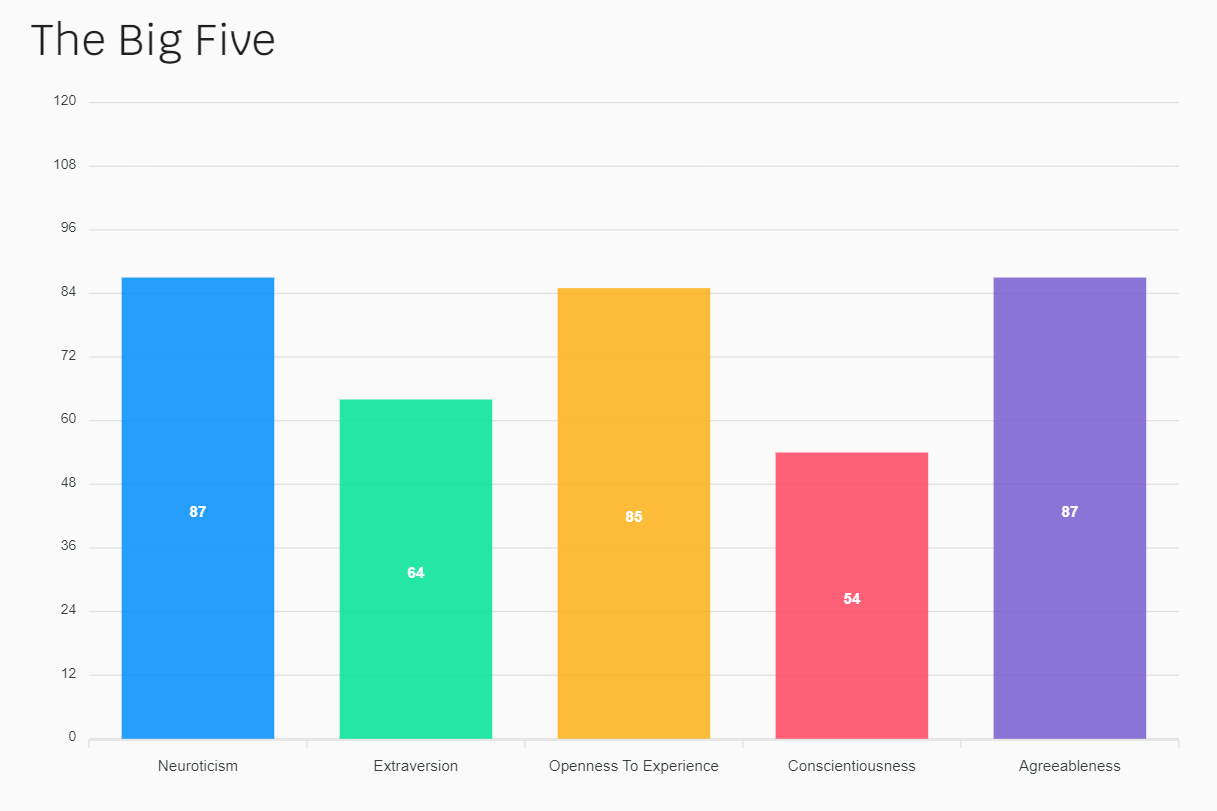 The Big Five
120
108
96
84
72
60
48
36
24
12
0
87
64
85
54
87
Neuroticism
Extraversion
Openness To Experience
Conscientiousness
Agreeableness